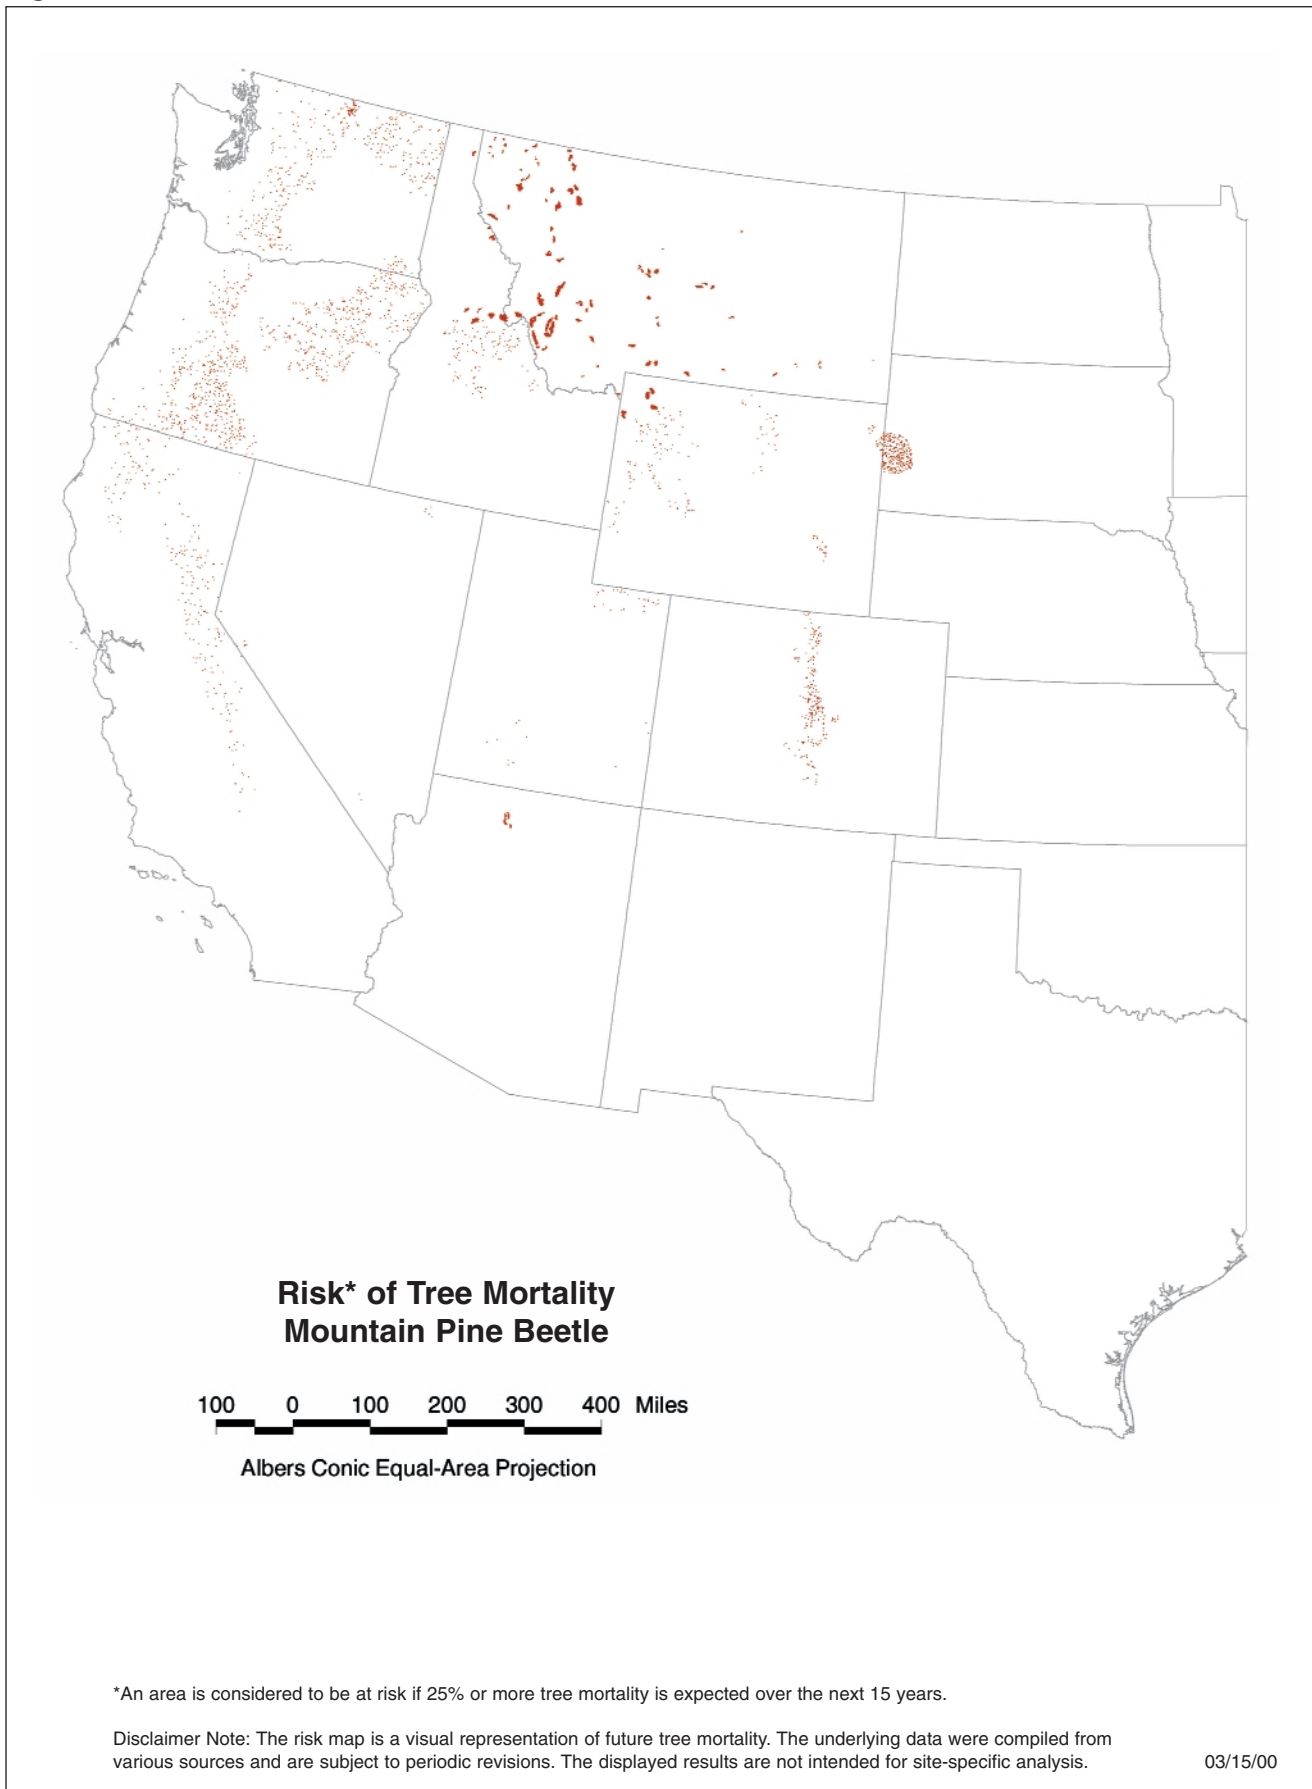 Risk* of Tree Mortality
Mountain Pine Beetle
100 0 100 200 300 400 Miles
Albers Conic Equal-Area Projection
*An area is considered to be at risk if 25% or more tree mortality is expected over the next 15 years.
Disclaimer Note: The risk map is a visual representation of future tree mortality. The underlying data were compiled from
various sources and are subject to periodic revisions. The displayed results are not intended for site-specific analysis.
03/15/00